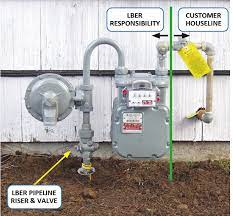 LBER
RESPONSIBILITY
CUSTOMER
HOUSELINE
LBER PIPELINE
RISER & VALVE